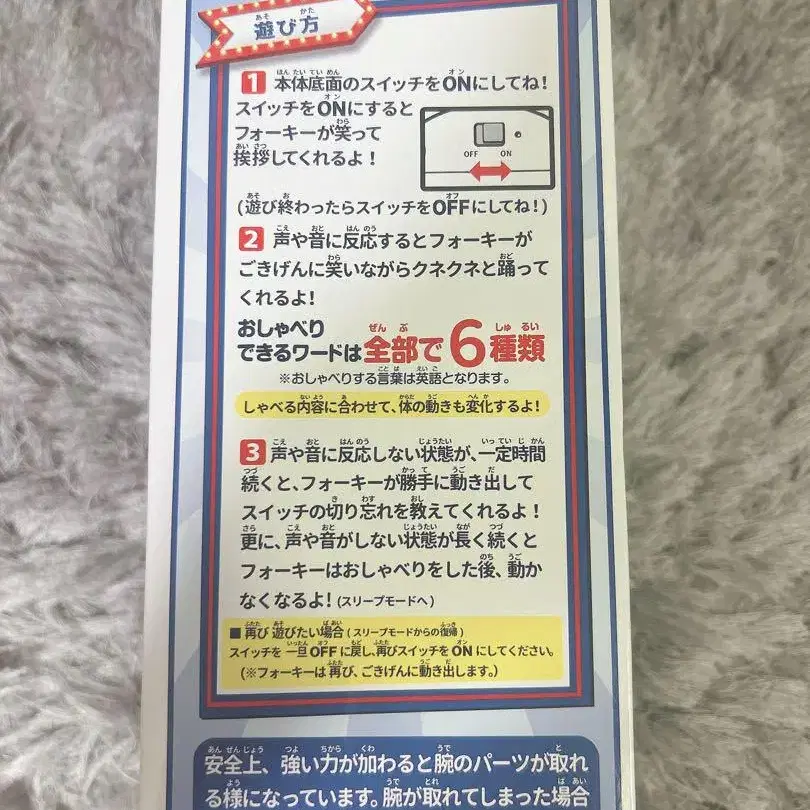 遊び方
1 本体底面のスイッチをONにしてね！
スイッチをONにすると
フォーキーが笑って
挨拶してくれるよ！
OFF ON
(遊び終わったらスイッチをOFFにしてね！)
2 声や音に反応するとフォーキーが
ごきげんに笑いながらクネクネと踊って
くれるよ！
おしゃべり
できるワードは全部で6種類
※おしゃべりする言葉は英語となります。
しゃべる内容に合わせて、体の動きも変化するよ！
3 声や音に反応しない状態が、一定時間
続くと、フォーキーが勝手に動き出して
スイッチの切り忘れを教えてくれるよ！
更に、声や音がしない状態が長く続くと
フォーキーはおしゃべりをした後、動か
なくなるよ！(スリープモードへ)
■ 再び 遊びたい場合 (スリープモードからの復帰)
スイッチを 一旦 OFF に戻し、再びスイッチを ON にしてください。
(※フォーキーは 再び、ごきげんに動き出します。)
安全上、強い力が加わると腕のパーツが取れ
る様になっています。腕が取れてしまった場合